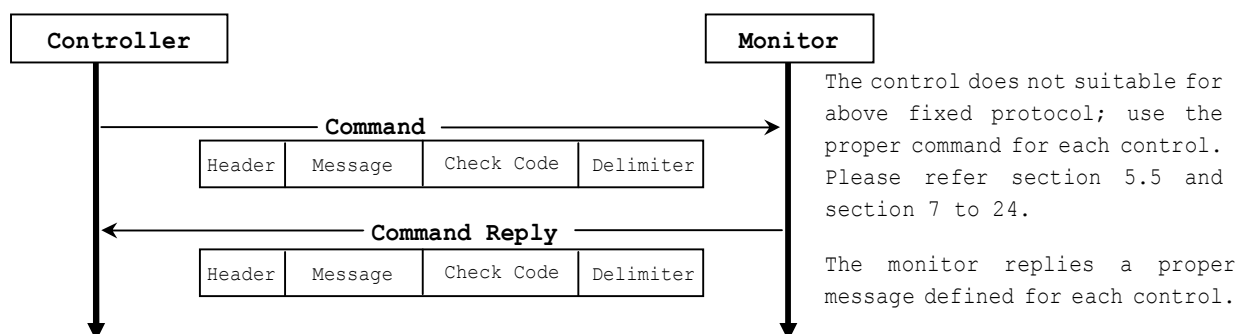 Controller
Monitor
The control does not suitable for
above fixed protocol; use the
proper command for each control.
Please refer section 5.5 and
section 7 to 24.
Command
Header Message Check Code Delimiter
Command Reply
Header Message Check Code Delimiter
The monitor replies a proper
message defined for each control.